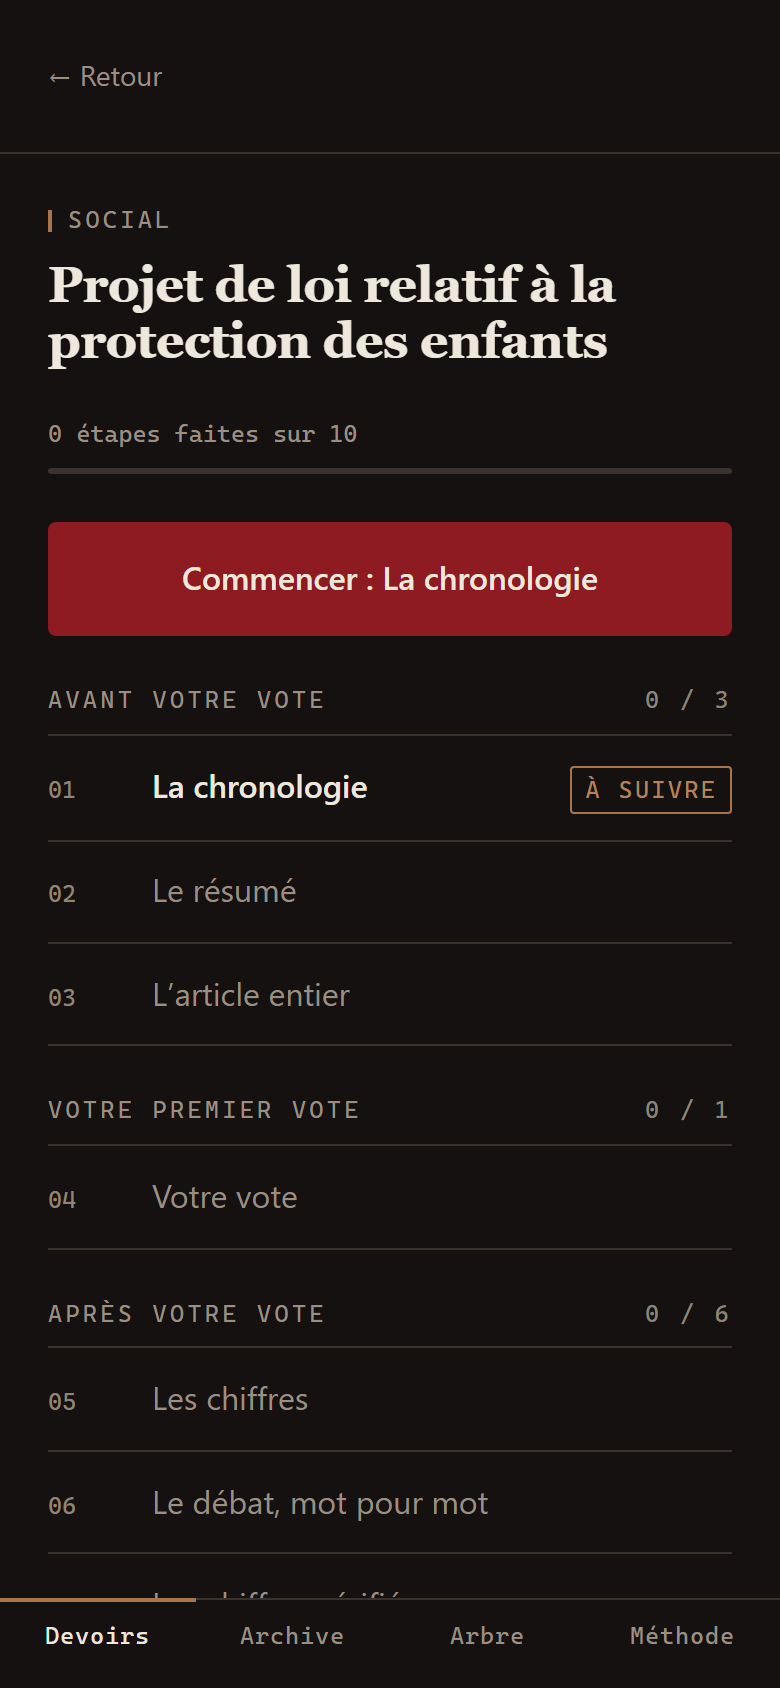 ← Retour
SOCIAL
Projet de loi relatif à la
protection des enfants
0 étapes faites sur 10
Commencer : La chronologie
AVANT VOTRE VOTE 0 / 3
01 La chronologie À SUIVRE
02 Le résumé
03 L’article entier
VOTRE PREMIER VOTE 0 / 1
04 Votre vote
APRÈS VOTRE VOTE 0 / 6
05 Les chiffres
06 Le débat, mot pour mot
Devoirs Archive Arbre Méthode